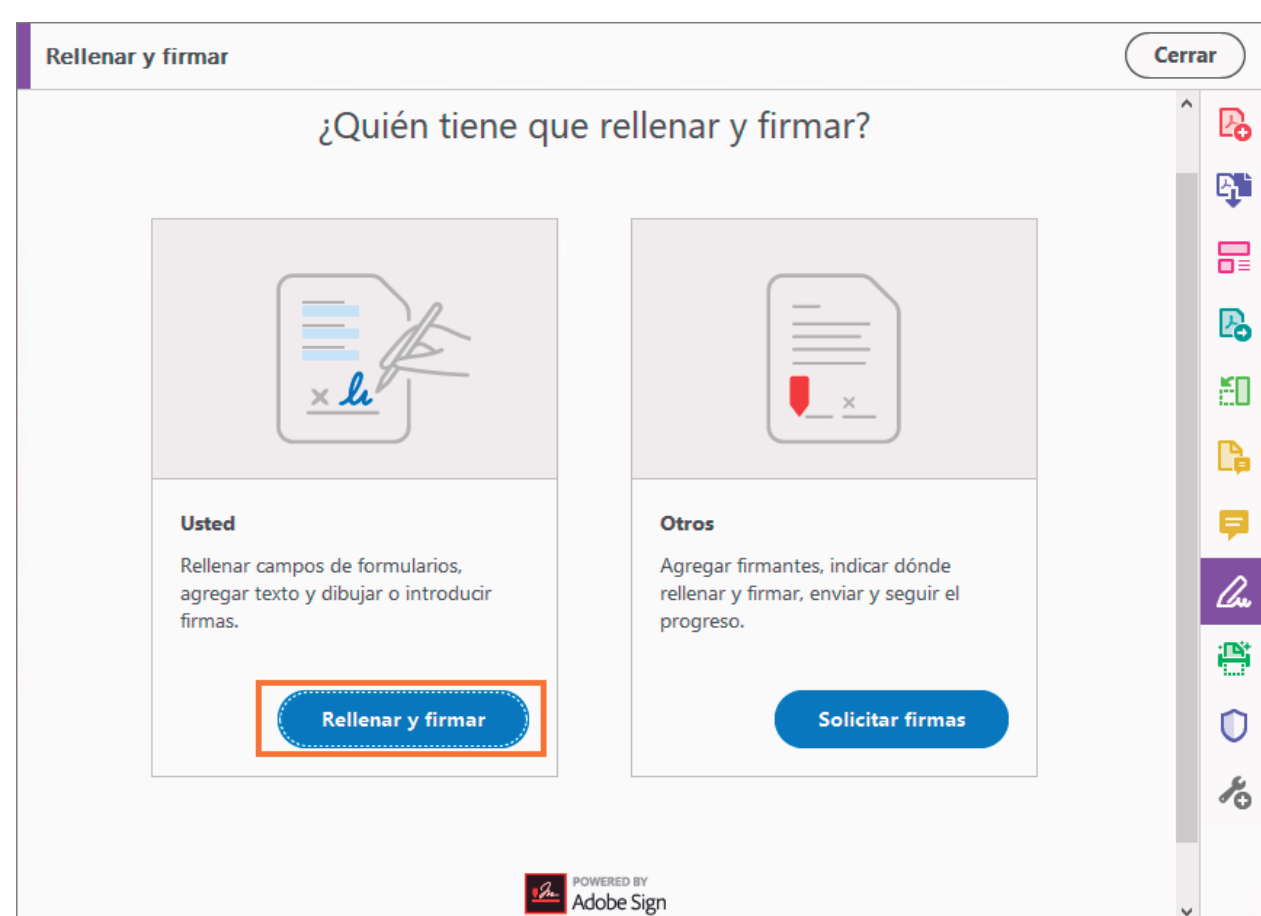 Rellenar y firmar
Cerrar
¿Quién tiene que rellenar y firmar?
Usted
Rellenar campos de formularios,
agregar texto y dibujar o introducir
firmas.
Rellenar y firmar
Otros
Agregar firmantes, indicar dónde
rellenar y firmar, enviar y seguir el
progreso.
Solicitar firmas
POWERED BY
Adobe Sign